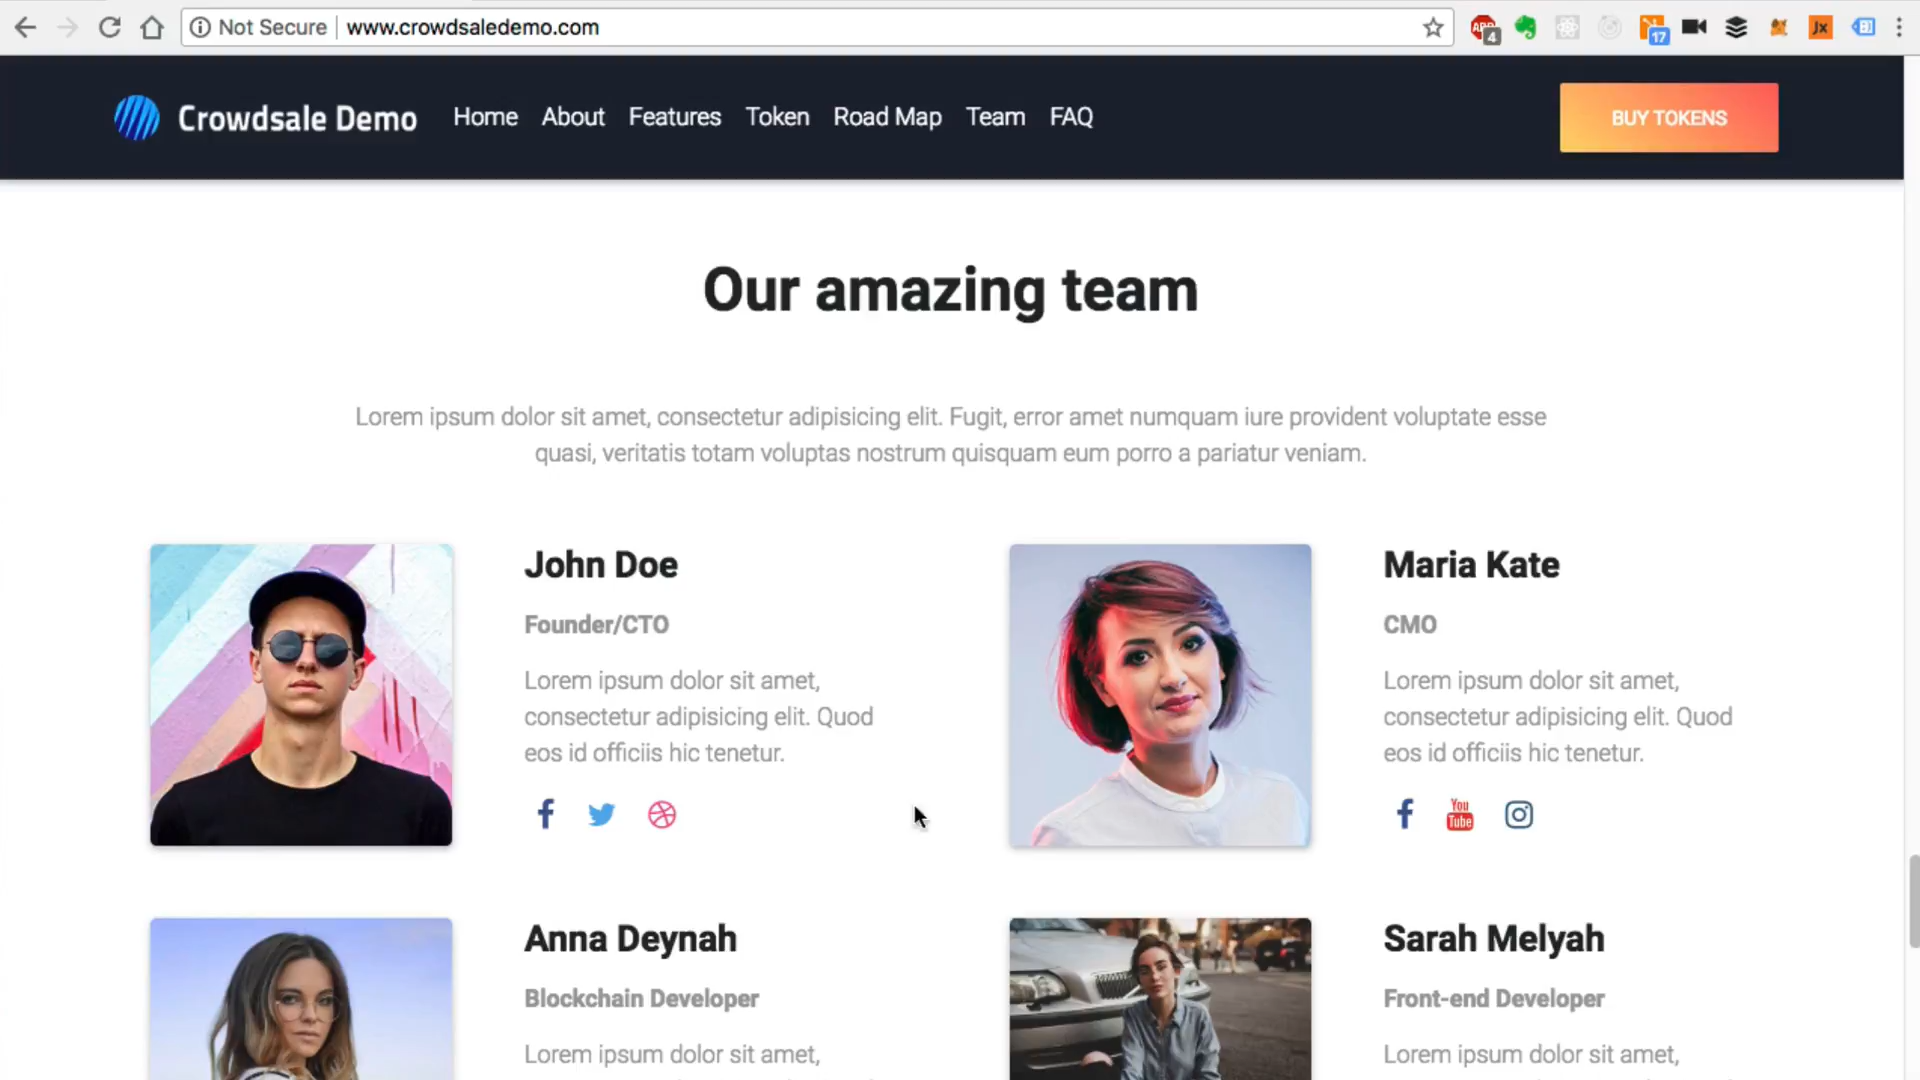 Not Secure www.crowdsaledemo.com
4
17
Jx
Crowdsale Demo Home About Features Token Road Map Team FAQ BUY TOKENS
Our amazing team
Lorem ipsum dolor sit amet, consectetur adipisicing elit. Fugit, error amet numquam iure provident voluptate esse
quasi, veritatis totam voluptas nostrum quisquam eum porro a pariatur veniam.
John Doe
Founder/CTO
Lorem ipsum dolor sit amet,
consectetur adipisicing elit. Quod
eos id officiis hic tenetur.
Maria Kate
CMO
Lorem ipsum dolor sit amet,
consectetur adipisicing elit. Quod
eos id officiis hic tenetur.
You
Tube
Anna Deynah
Blockchain Developer
Lorem ipsum dolor sit amet,
Sarah Melyah
Front-end Developer
Lorem ipsum dolor sit amet,